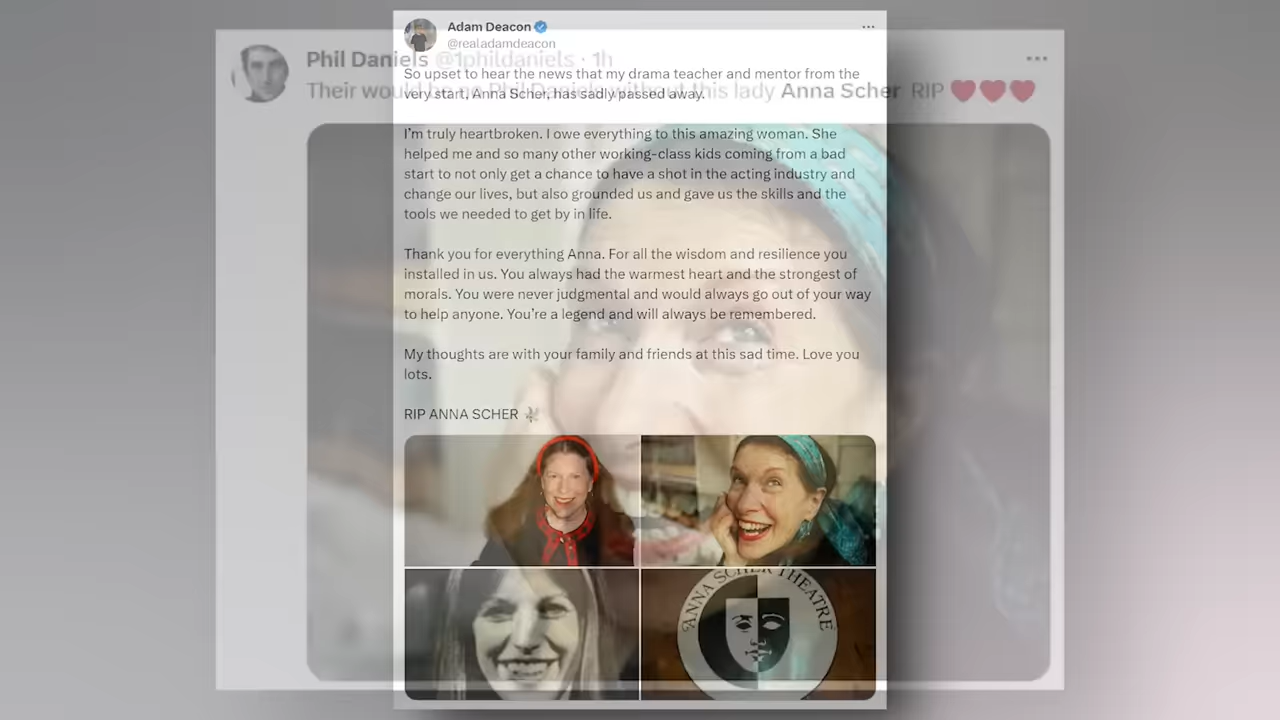 Adam Deacon
@realadamdeacon
Phil Daniels @1phildaniels · 1h
Their would be no Phil Daniels without this lady Anna Scher RIP ❤️❤️❤️
So upset to hear the news that my drama teacher and mentor from the
very start, Anna Scher, has sadly passed away.
I'm truly heartbroken. I owe everything to this amazing woman. She
helped me and so many other working-class kids coming from a bad
start to not only get a chance to have a shot in the acting industry and
change our lives, but also grounded us and gave us the skills and the
tools we needed to get by in life.
Thank you for everything Anna. For all the wisdom and resilience you
installed in us. You always had the warmest heart and the strongest of
morals. You were never judgmental and would always go out of your way
to help anyone. You're a legend and will always be remembered.
My thoughts are with your family and friends at this sad time. Love you
lots.
RIP ANNA SCHER 🕊
ANNA SCHER THEATRE